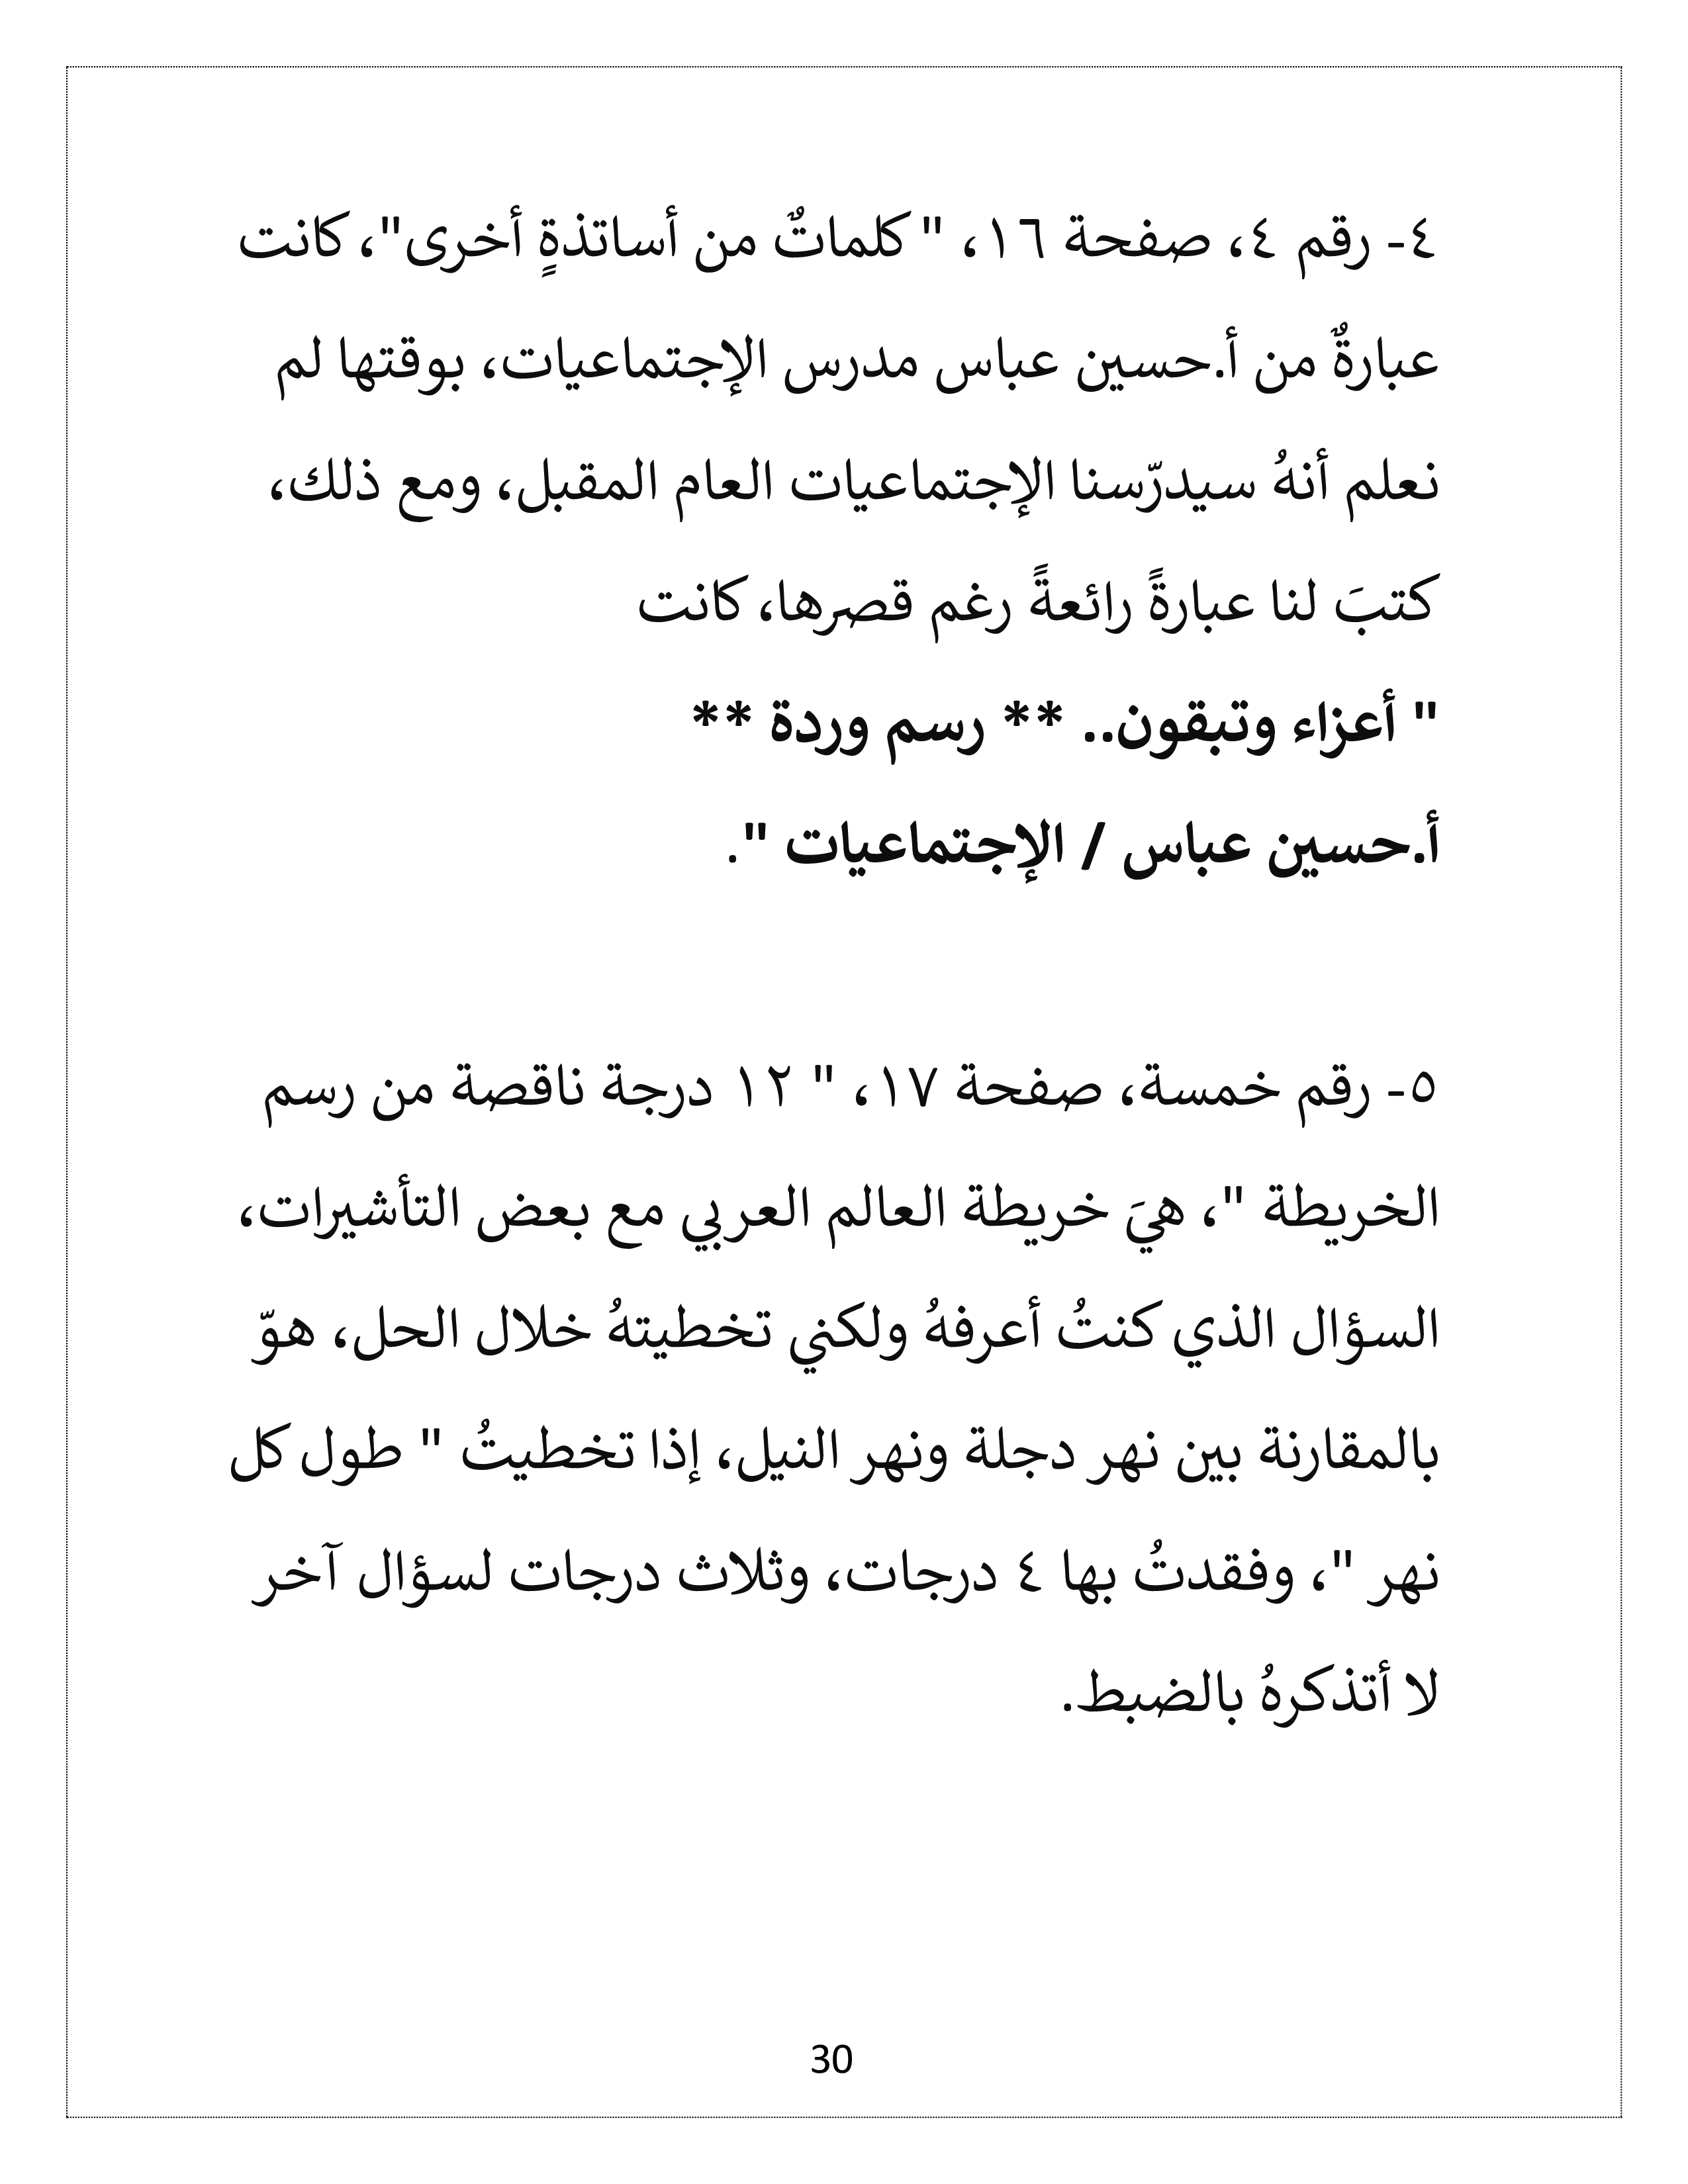 ٤- رقم ٤، صفحة ١٦، " كلماتٌ من أساتذةٍ أخرى"، كانت
عبارةٌ من أ.حسين عباس مدرس الإجتماعيات، بوقتها لم
نعلم أنهُ سيدرّسنا الإجتماعيات العام المقبل، ومع ذلك،
كتبَ لنا عبارةً رائعةً رغم قصرها، كانت
" أعزاء وتبقون.. ** رسم وردة **
أ.حسين عباس / الإجتماعيات ".
٥- رقم خمسة، صفحة ١٧، " ١٢ درجة ناقصة من رسم
الخريطة "، هيَ خريطة العالم العربي مع بعض التأشيرات،
السؤال الذي كنتُ أعرفهُ ولكني تخطيتهُ خلال الحل، هوّ
بالمقارنة بين نهر دجلة ونهر النيل، إذا تخطيتُ " طول كل
نهر "، وفقدتُ بها ٤ درجات، وثلاث درجات لسؤال آخر
لا أتذكرهُ بالضبط.
30